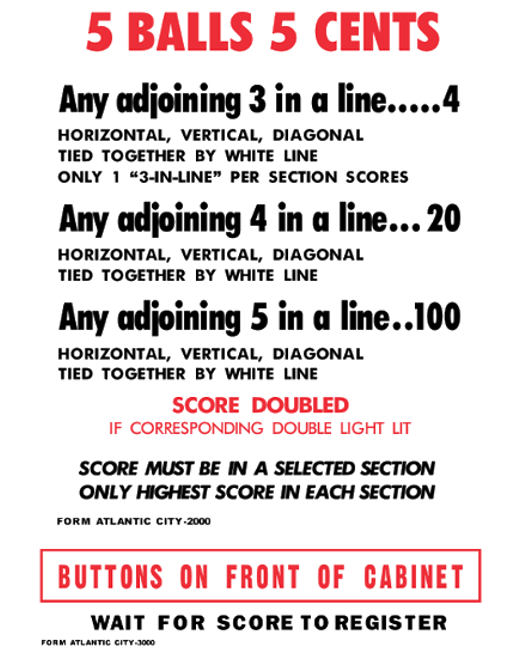 5 BALLS 5 CENTS
Any adjoining 3 in a line.....4
HORIZONTAL, VERTICAL, DIAGONAL
TIED TOGETHER BY WHITE LINE
ONLY 1 “3-IN-LINE” PER SECTION SCORES
Any adjoining 4 in a line...20
HORIZONTAL, VERTICAL, DIAGONAL
TIED TOGETHER BY WHITE LINE
Any adjoining 5 in a line..100
HORIZONTAL, VERTICAL, DIAGONAL
TIED TOGETHER BY WHITE LINE
SCORE DOUBLED
IF CORRESPONDING DOUBLE LIGHT LIT
SCORE MUST BE IN A SELECTED SECTION
ONLY HIGHEST SCORE IN EACH SECTION
FORM ATLANTIC CITY-2000
BUTTONS ON FRONT OF CABINET
WAIT FOR SCORE TO REGISTER
FORM ATLANTIC CITY-3000